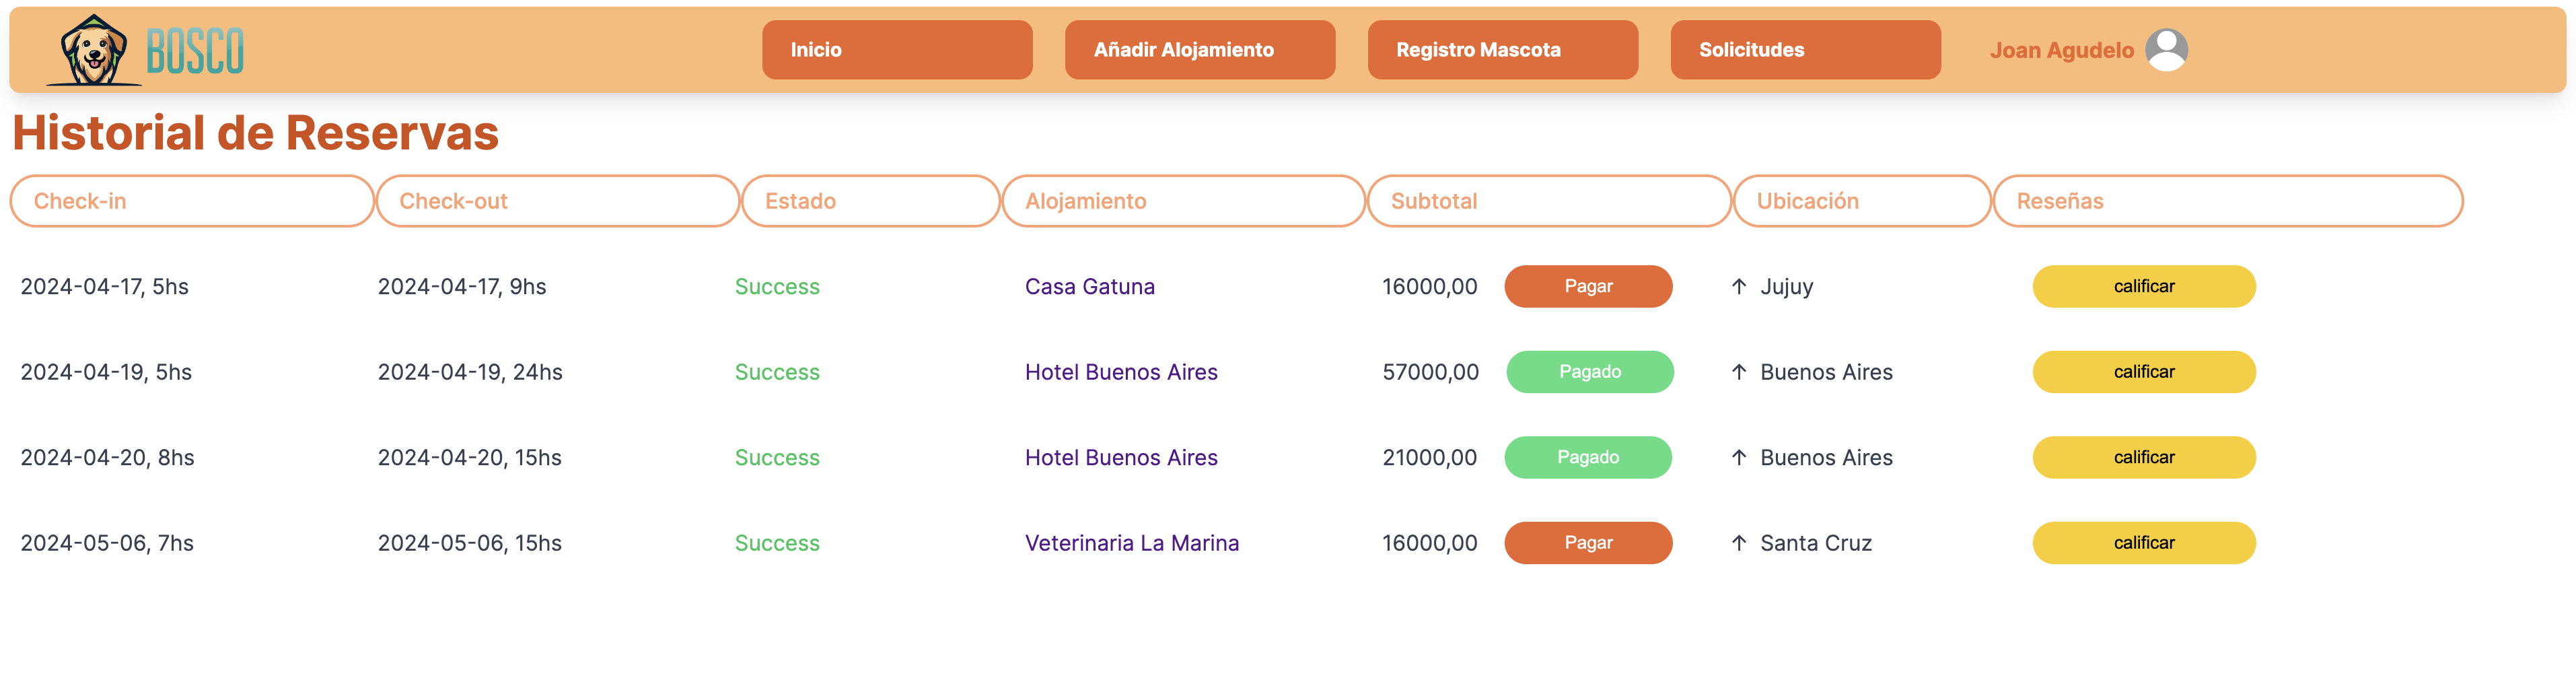 BOSCO
Inicio
Añadir Alojamiento
Registro Mascota
Solicitudes
Joan Agudelo
Historial de Reservas
Check-in Check-out Estado Alojamiento Subtotal Ubicación Reseñas
2024-04-17, 5hs 2024-04-17, 9hs Success Casa Gatuna 16000,00 Pagar ↑ Jujuy calificar
2024-04-19, 5hs 2024-04-19, 24hs Success Hotel Buenos Aires 57000,00 Pagado ↑ Buenos Aires calificar
2024-04-20, 8hs 2024-04-20, 15hs Success Hotel Buenos Aires 21000,00 Pagado ↑ Buenos Aires calificar
2024-05-06, 7hs 2024-05-06, 15hs Success Veterinaria La Marina 16000,00 Pagar ↑ Santa Cruz calificar